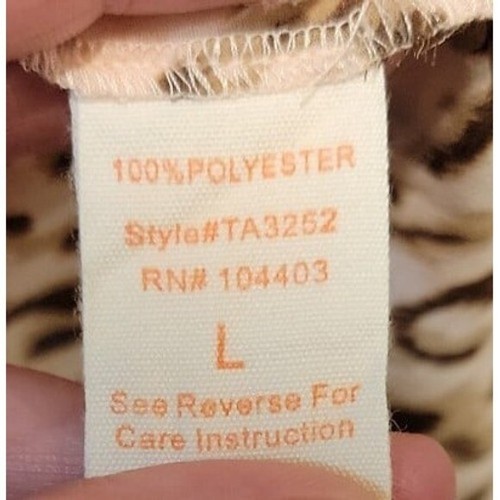 100%POLYESTER
Style#TA3252
RN# 104403
L
See Reverse For
Care Instruction